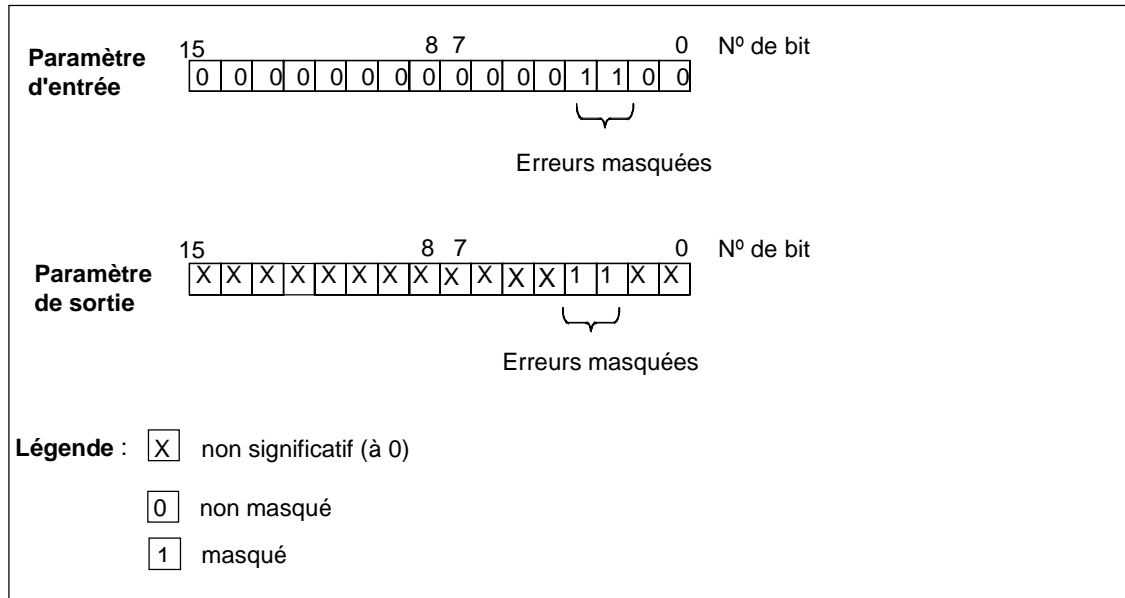 15 8 7 0 Nº de bit
Paramètre
d'entrée
0 0 0 0 0 0 0 0 0 0 0 0 1 1 0 0
Erreurs masquées
15 8 7 0 Nº de bit
Paramètre
de sortie
X X X X X X X X X X X X 1 1 X X
Erreurs masquées
Légende : X non significatif (à 0)
0 non masqué
1 masqué